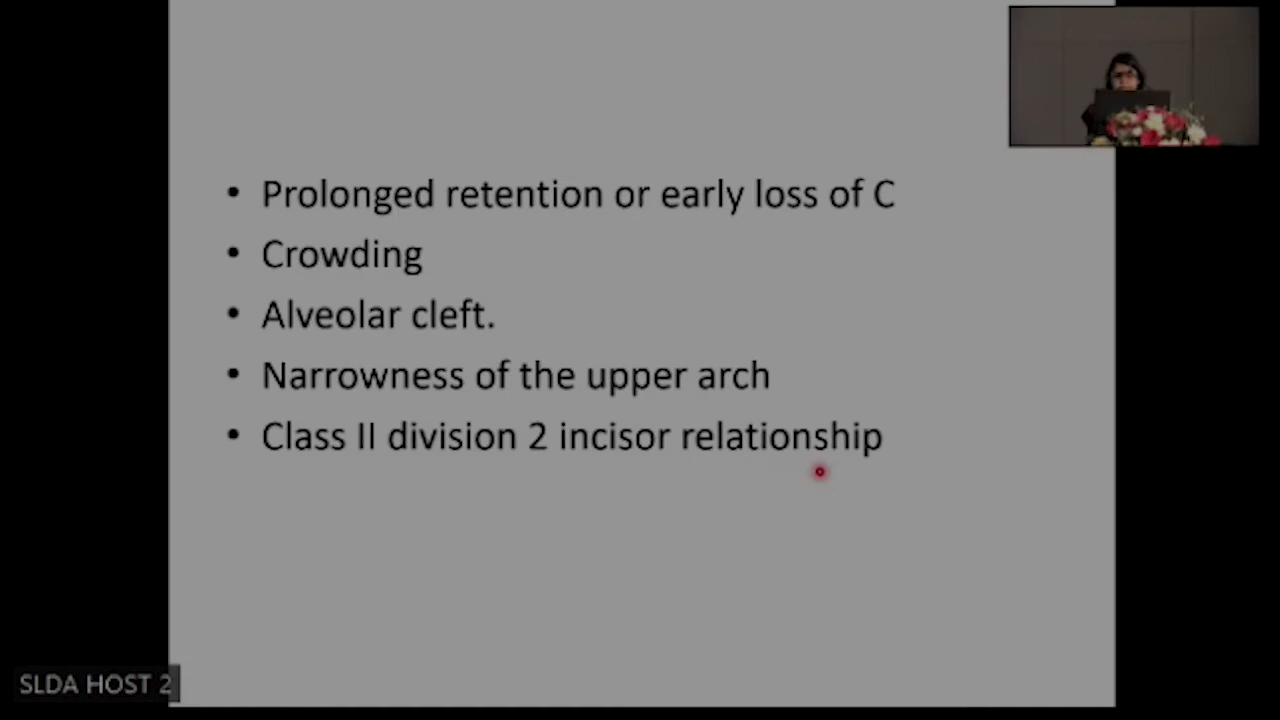 • Prolonged retention or early loss of C
• Crowding
• Alveolar cleft.
• Narrowness of the upper arch
• Class II division 2 incisor relationship
SLDA HOST 2